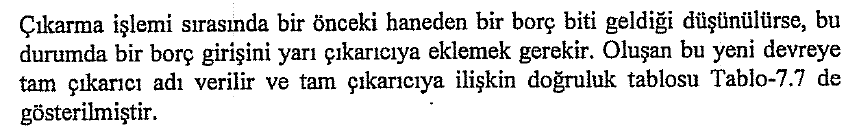 Çıkarma işlemi sırasında bir önceki haneden bir borç biti geldiği düşünülürse, bu
durumda bir borç girişini yarı çıkarıcıya eklemek gerekir. Oluşan bu yeni devreye
tam çıkarıcı adı verilir ve tam çıkarıcıya ilişkin doğruluk tablosu Tablo-7.7 de
gösterilmiştir.